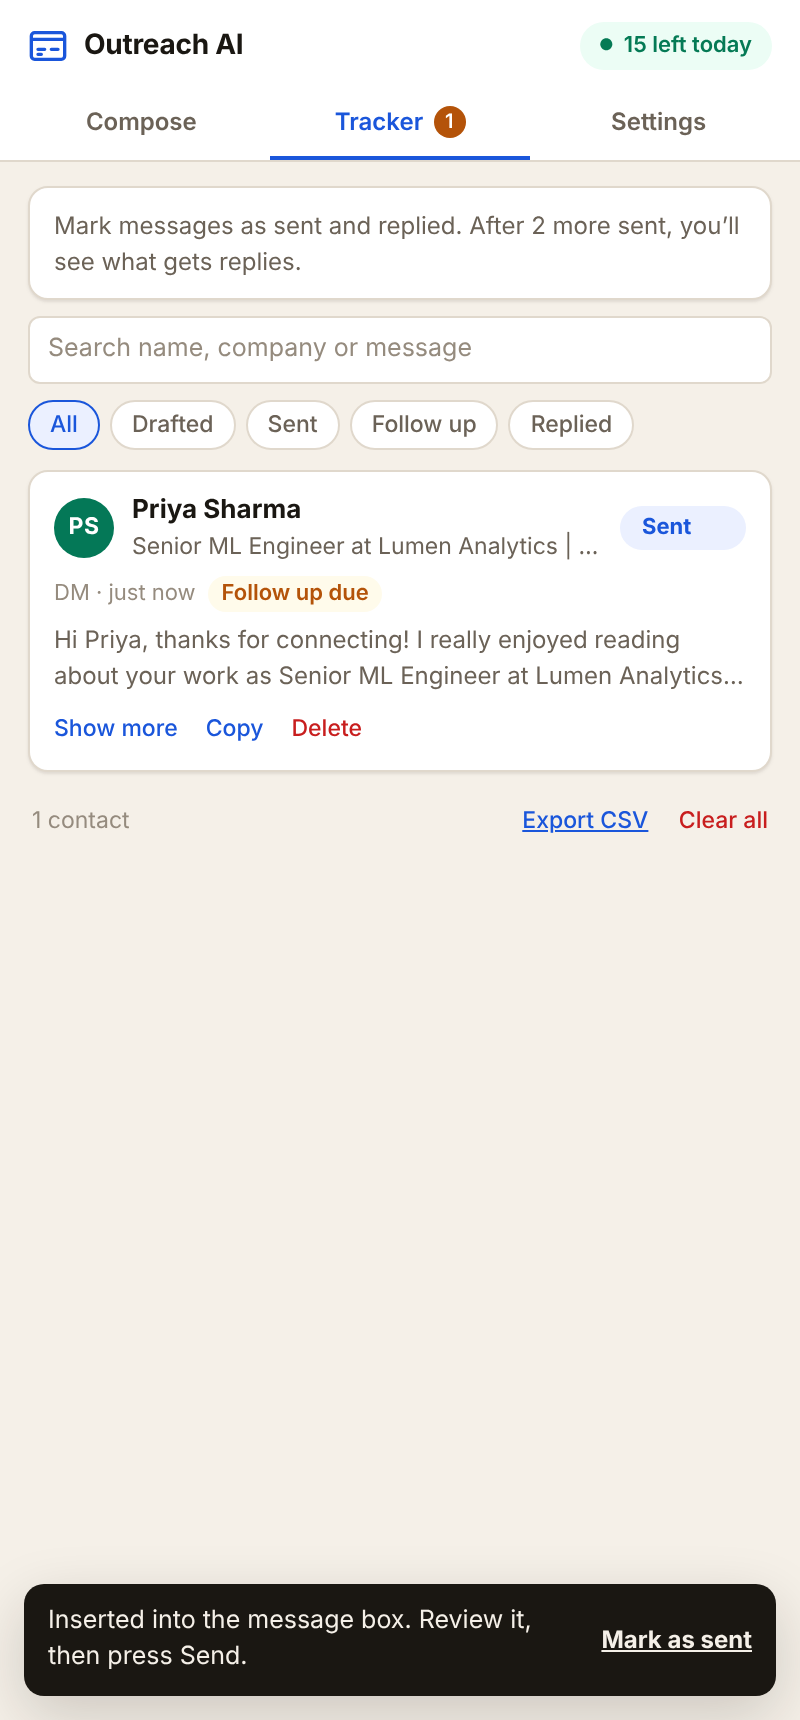 Outreach AI
15 left today
Compose
Tracker 1
Settings
Mark messages as sent and replied. After 2 more sent, you’ll
see what gets replies.
Search name, company or message
All
Drafted
Sent
Follow up
Replied
PS
Priya Sharma
Senior ML Engineer at Lumen Analytics | ...
Sent
DM · just now
Follow up due
Hi Priya, thanks for connecting! I really enjoyed reading
about your work as Senior ML Engineer at Lumen Analytics...
Show more
Copy
Delete
1 contact
Export CSV
Clear all
Inserted into the message box. Review it,
then press Send.
Mark as sent